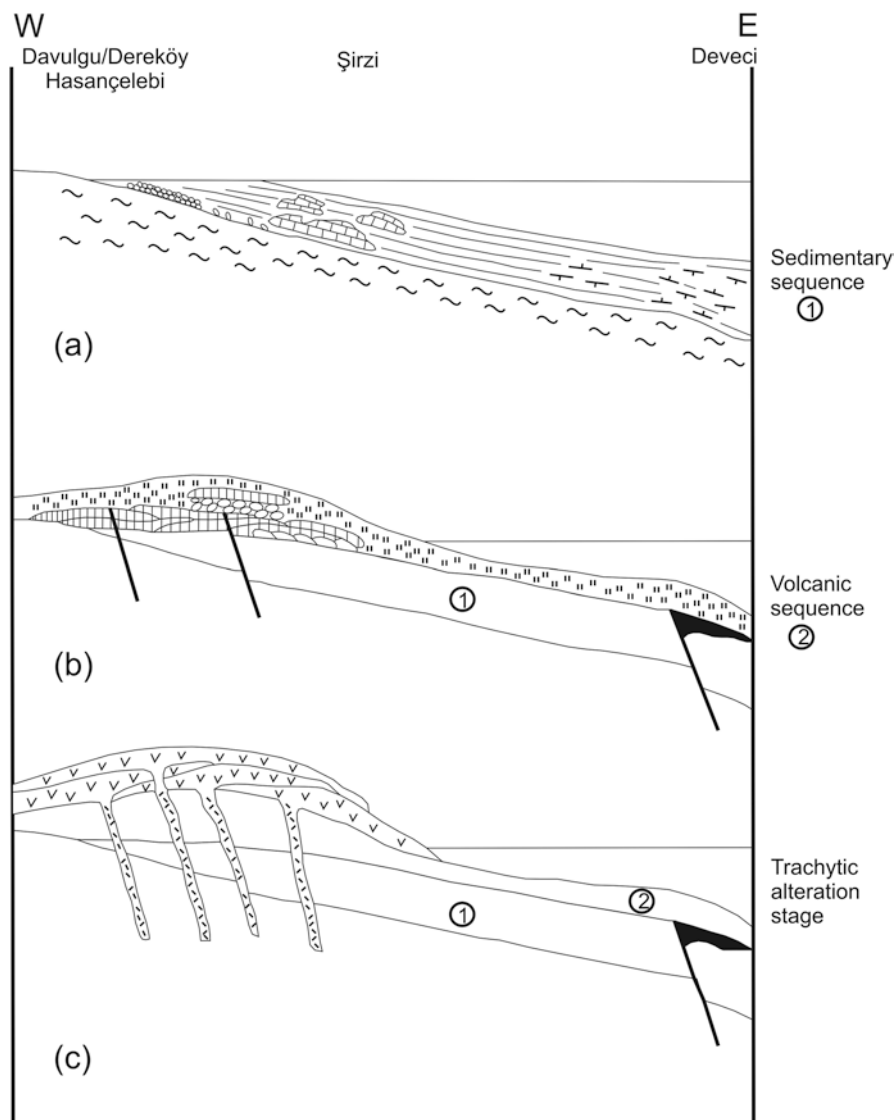 W
E
Davulgu/Dereköy
Hasançelebi
Şirzi
Deveci
Sedimentary
sequence
1
(a)
1
Volcanic
sequence
2
(b)
Trachytic
alteration
stage
2
1
(c)